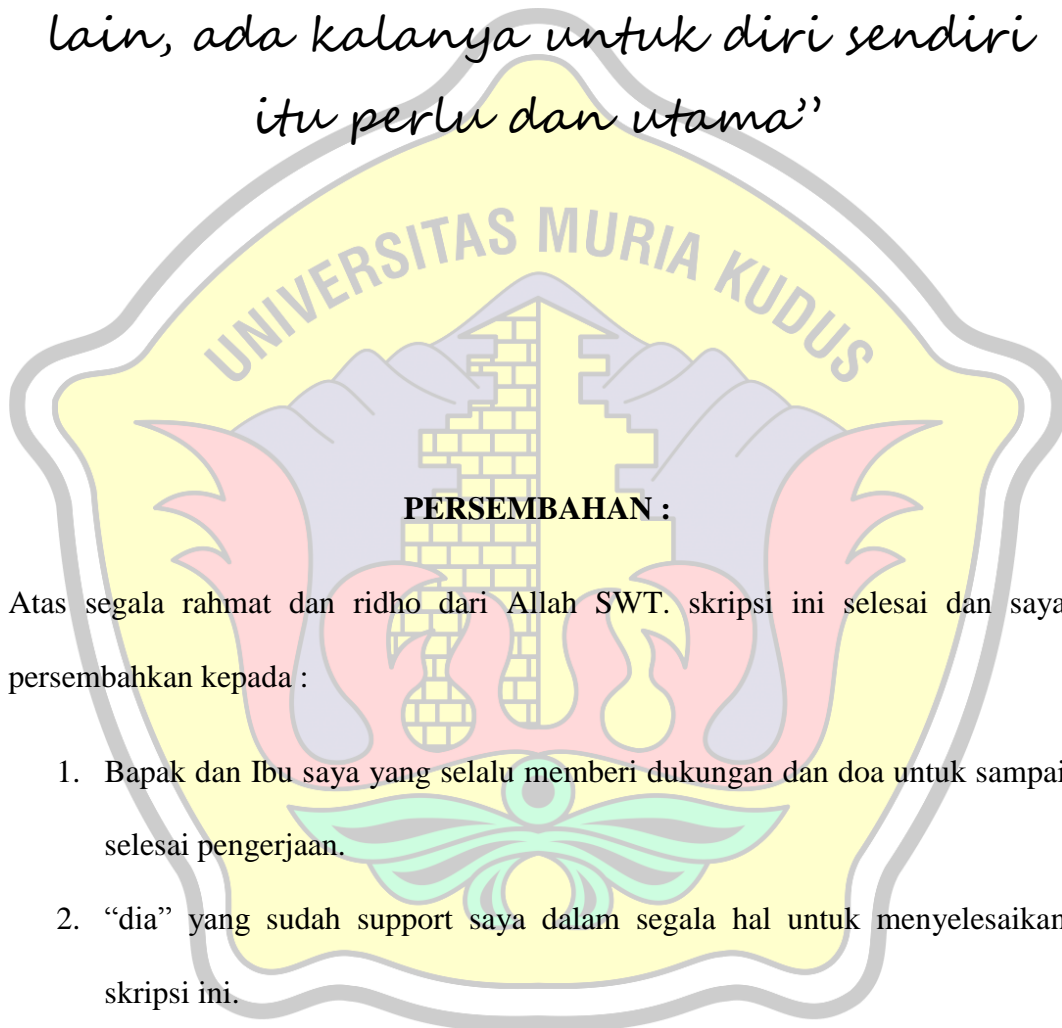 lain, ada kalanya untuk diri sendiri
itu perlu dan utama”
UNIVERSITAS MURIA KUDUS
PERSEMBAHAN :
Atas segala rahmat dan ridho dari Allah SWT. skripsi ini selesai dan saya
persembahkan kepada :
1. Bapak dan Ibu saya yang selalu memberi dukungan dan doa untuk sampai
selesai pengerjaan.
2. “dia” yang sudah support saya dalam segala hal untuk menyelesaikan
skripsi ini.